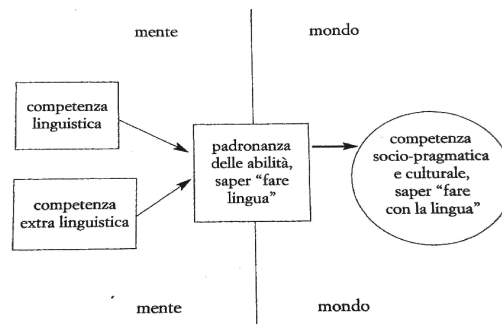 mente
mondo
competenza
linguistica
competenza
extra linguistica
padronanza
delle abilità,
saper “fare
lingua”
competenza
socio-pragmatica
e culturale,
saper “fare
con la lingua”
mente
mondo